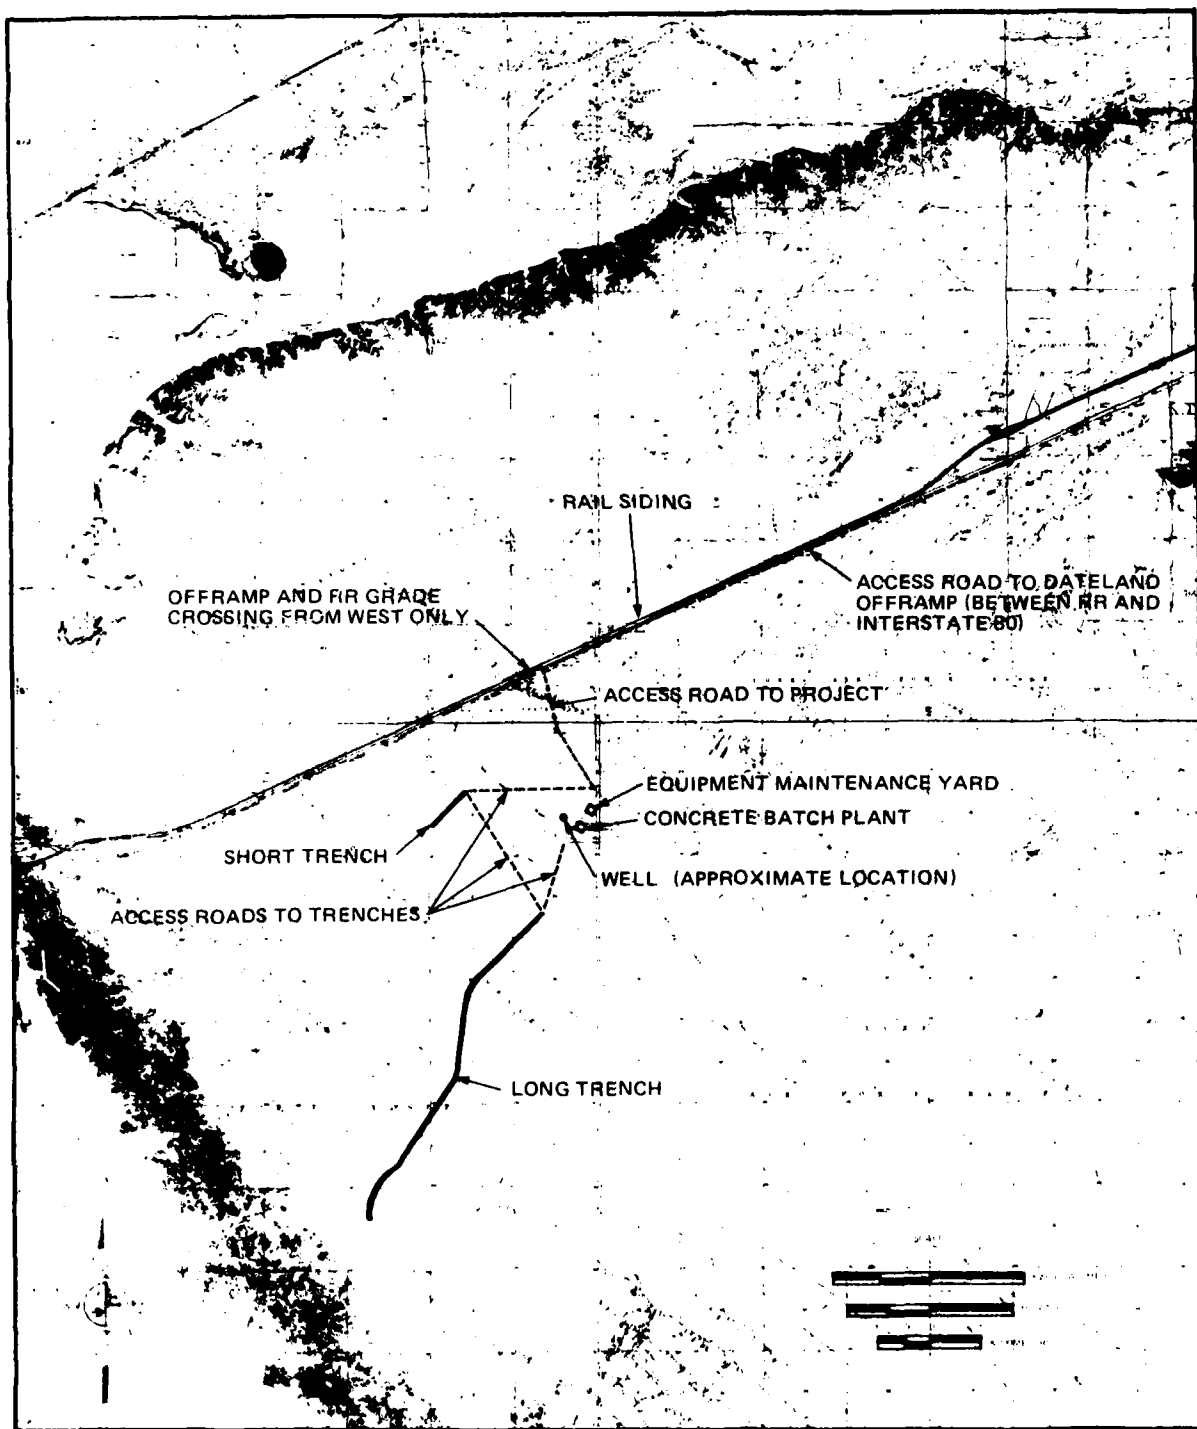 RAIL SIDING
OFFRAMP AND RR GRADE
CROSSING FROM WEST ONLY
ACCESS ROAD TO DATELAND
OFFRAMP (BETWEEN RR AND
INTERSTATE 80)
ACCESS ROAD TO PROJECT
EQUIPMENT MAINTENANCE YARD
CONCRETE BATCH PLANT
SHORT TRENCH
WELL (APPROXIMATE LOCATION)
ACCESS ROADS TO TRENCHES
LONG TRENCH